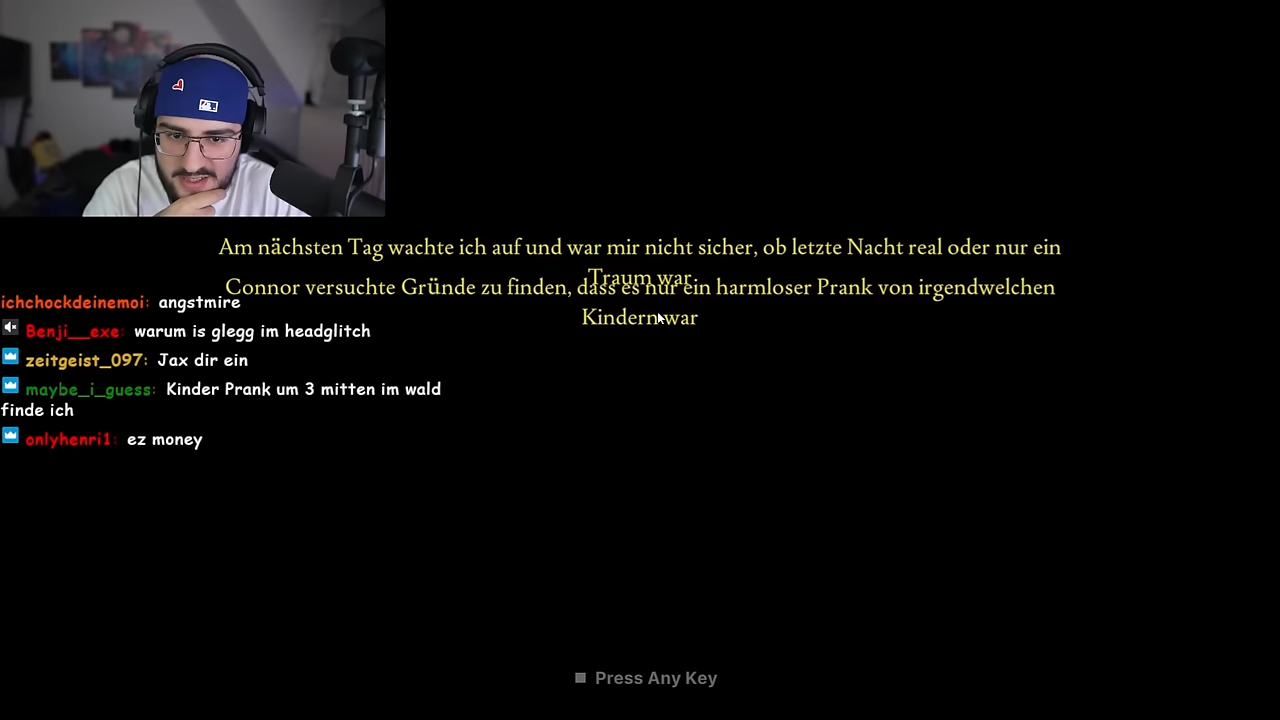 Am nächsten Tag wachte ich auf und war mir nicht sicher, ob letzte Nacht real oder nur ein
Traum war
Connor versuchte Gründe zu finden, dass es nur ein harmloser Prank von irgendwelchen
Kindern war
ichchockdeinemoi: angstmire
Benji__exe: warum is glegg im headglitch
zeitgeist_097: Jax dir ein
maybe_i_guess: Kinder Prank um 3 mitten im wald
finde ich
onlyhenri1: ez money
Press Any Key